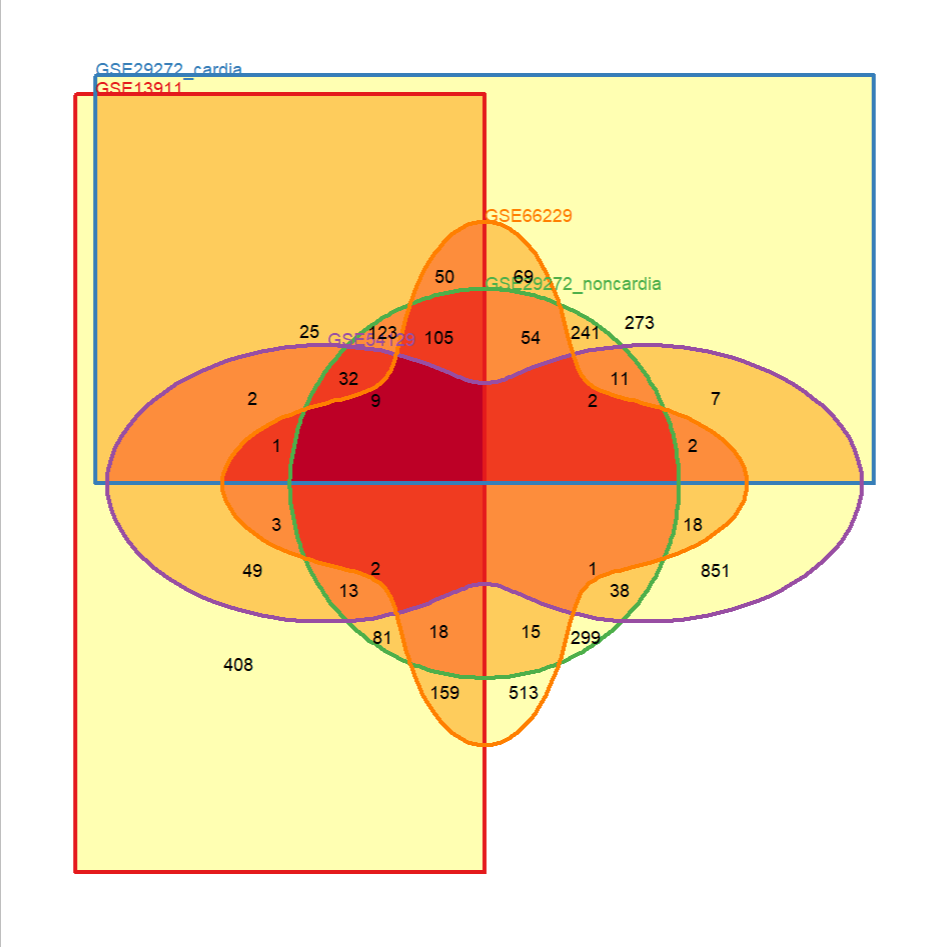 GSE29272_cardia
GSE13911
GSE66229
50 69
GSE29272_noncardia
25 123 105 54 241 273
GSE54129
32 11
2 9 2 7
1 2
3 18
49 2 1 851
13 38
81 18 15 299
408
159 513